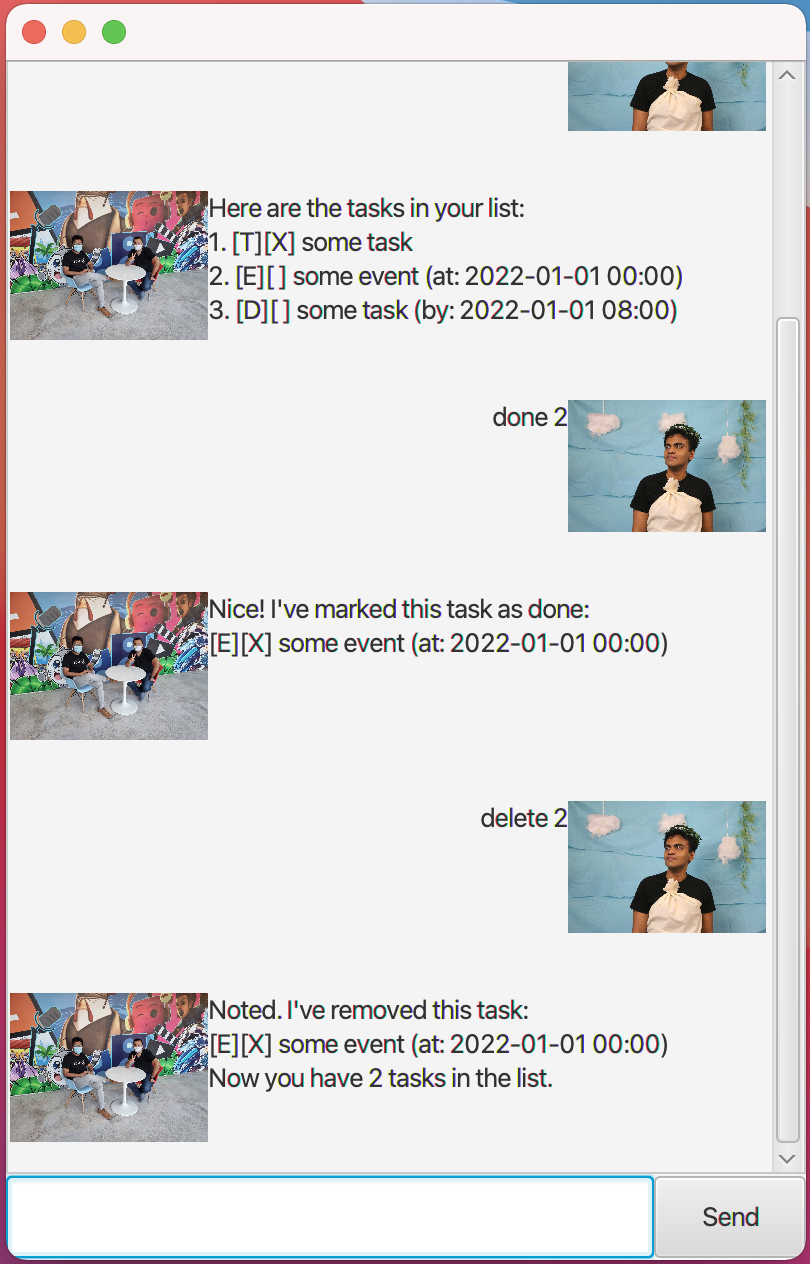 Here are the tasks in your list:
1. [T][X] some task
2. [E][ ] some event (at: 2022-01-01 00:00)
3. [D][ ] some task (by: 2022-01-01 08:00)
done 2
Nice! I've marked this task as done:
[E][X] some event (at: 2022-01-01 00:00)
delete 2
Noted. I've removed this task:
[E][X] some event (at: 2022-01-01 00:00)
Now you have 2 tasks in the list.
Send